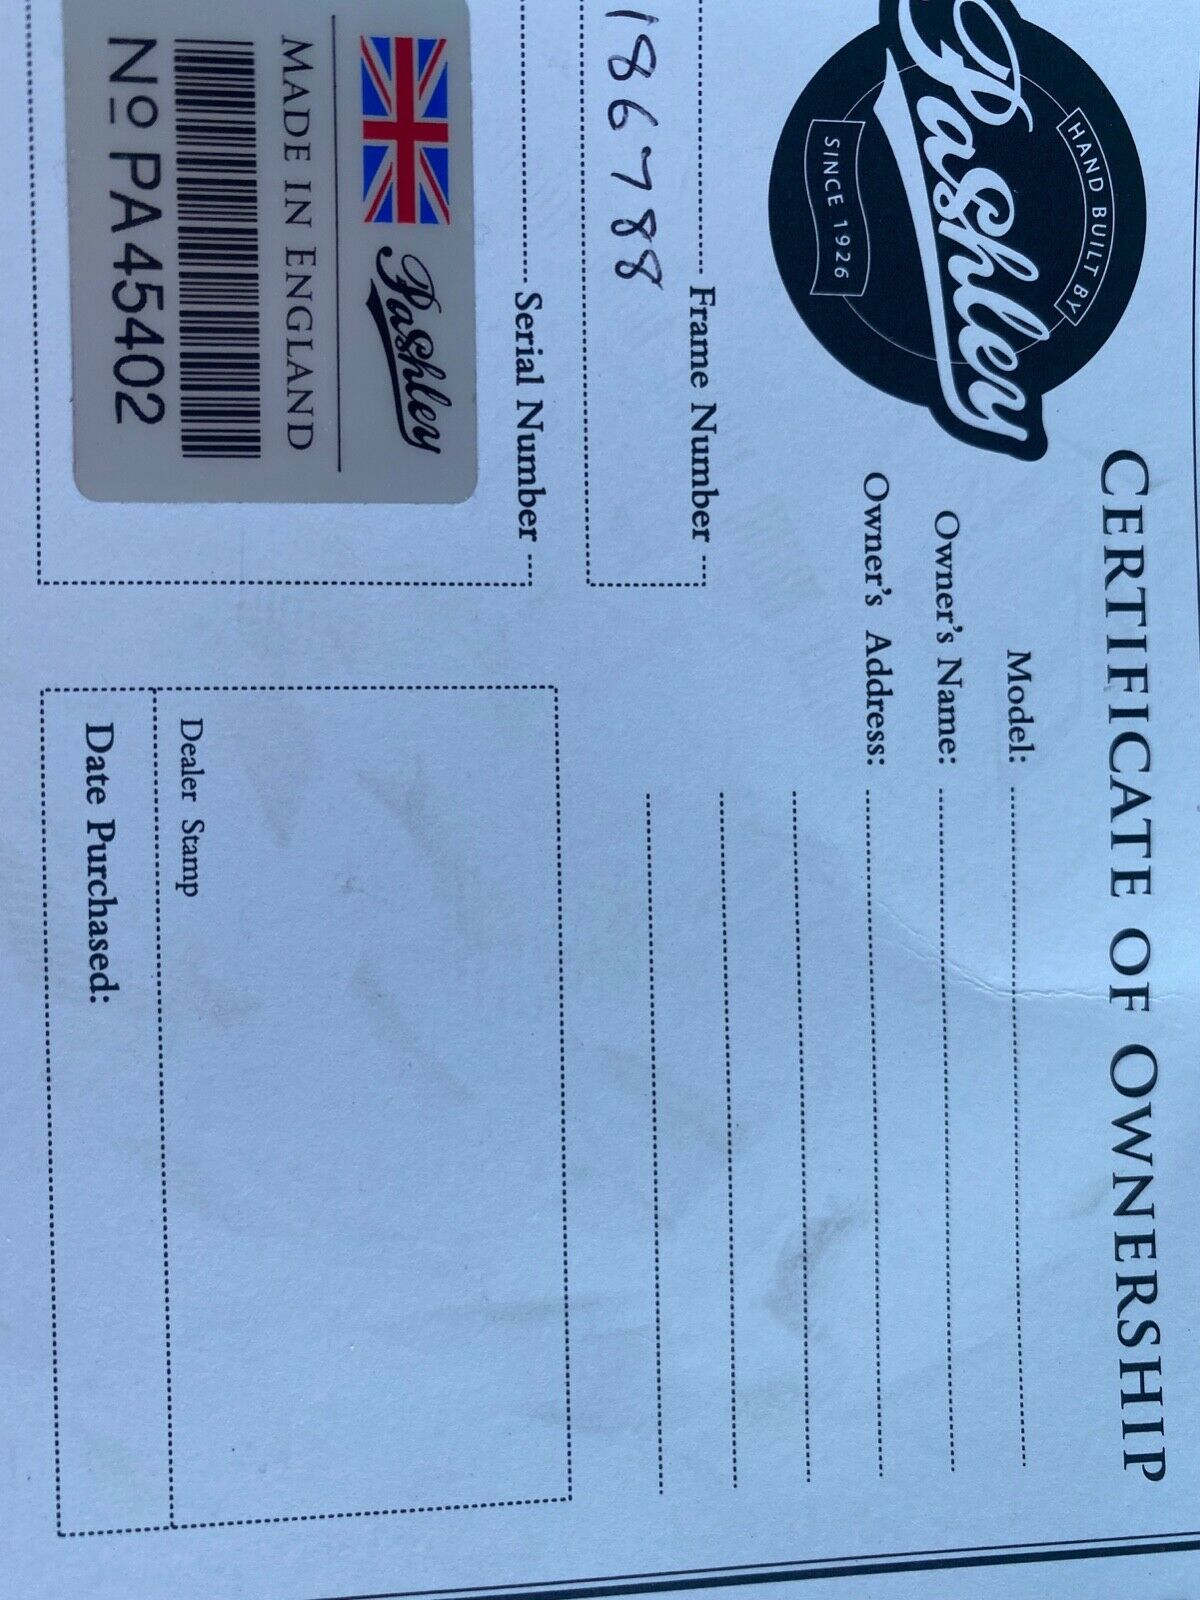 HAND BUILT BY
Pashley
SINCE 1926
CERTIFICATE OF OWNERSHIP
Model:
Owner's Name:
Owner's Address:
Frame Number
186788
Serial Number
Pashley
MADE IN ENGLAND
Nº PA45402
Dealer Stamp
Date Purchased: